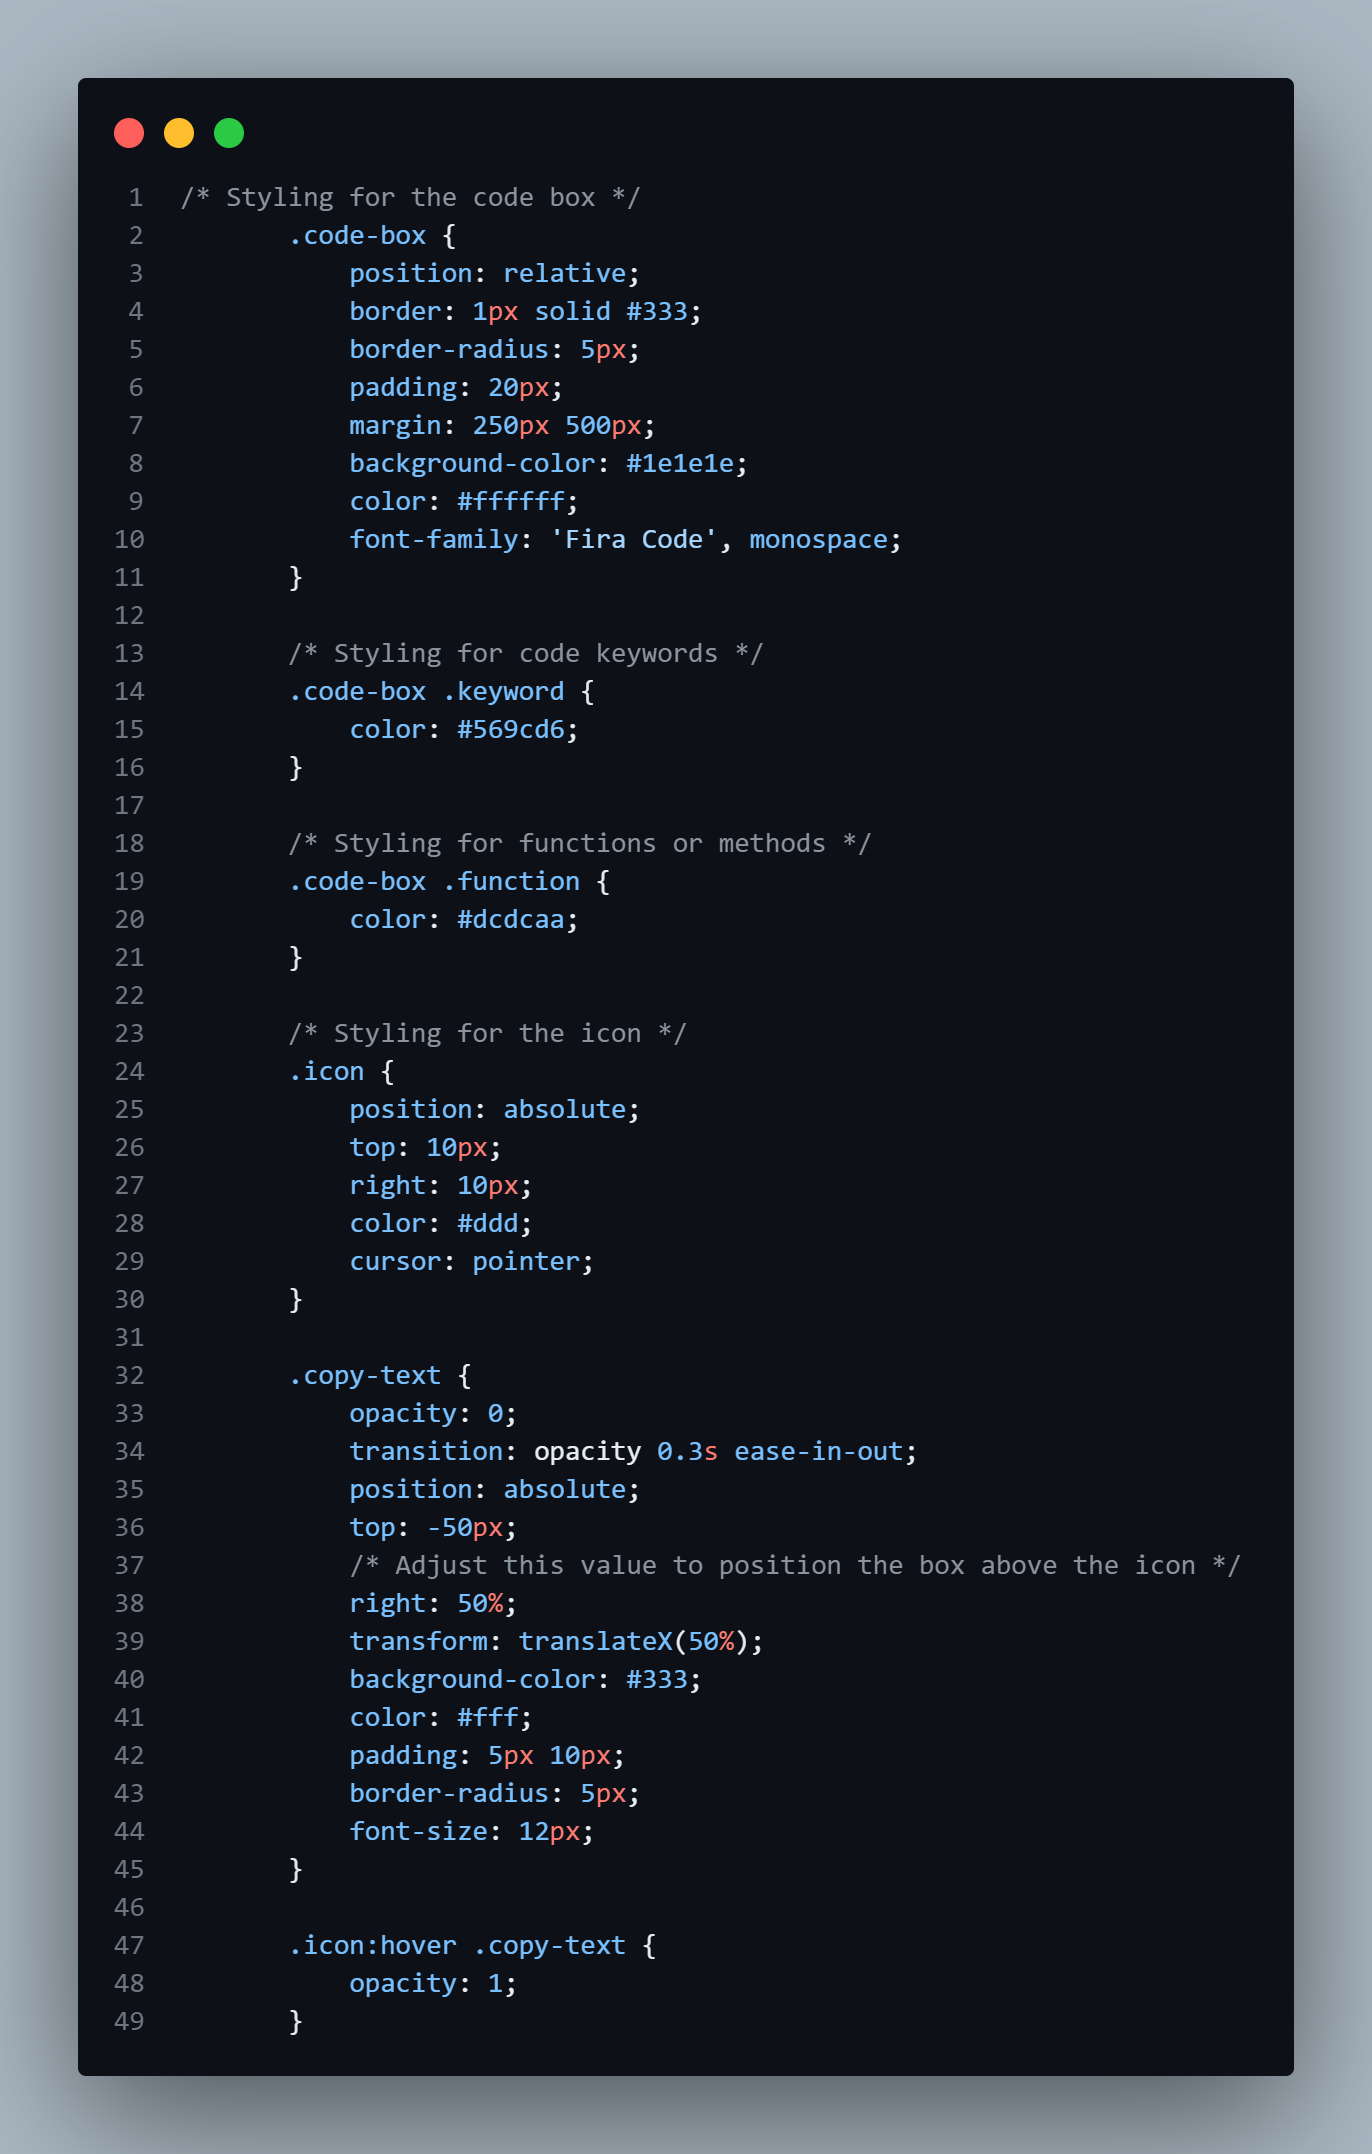 1 /* Styling for the code box */
2 .code-box {
3 position: relative;
4 border: 1px solid #333;
5 border-radius: 5px;
6 padding: 20px;
7 margin: 250px 500px;
8 background-color: #1e1e1e;
9 color: #ffffff;
10 font-family: 'Fira Code', monospace;
11 }
12
13 /* Styling for code keywords */
14 .code-box .keyword {
15 color: #569cd6;
16 }
17
18 /* Styling for functions or methods */
19 .code-box .function {
20 color: #dcdcaa;
21 }
22
23 /* Styling for the icon */
24 .icon {
25 position: absolute;
26 top: 10px;
27 right: 10px;
28 color: #ddd;
29 cursor: pointer;
30 }
31
32 .copy-text {
33 opacity: 0;
34 transition: opacity 0.3s ease-in-out;
35 position: absolute;
36 top: -50px;
37 /* Adjust this value to position the box above the icon */
38 right: 50%;
39 transform: translateX(50%);
40 background-color: #333;
41 color: #fff;
42 padding: 5px 10px;
43 border-radius: 5px;
44 font-size: 12px;
45 }
46
47 .icon:hover .copy-text {
48 opacity: 1;
49 }